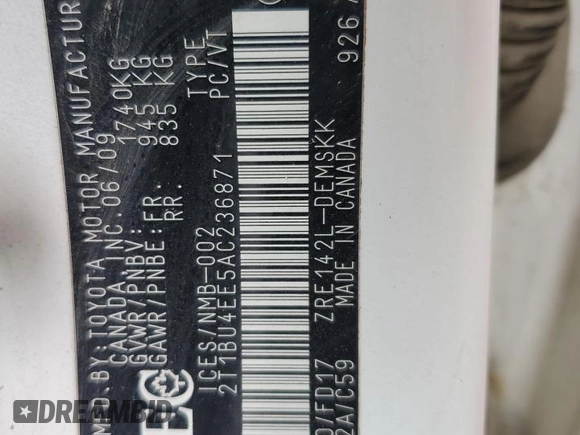 MFD.BY:TOYOTA MOTOR MANUFACTUR
CANADA INC. 06/09
GVWR/PNBV: 1740KG
GAWR/PNBE:FR: 945 KG
RR: 835 KG
ICES/NMB-002 TYPE
2T1BU4EE5AC236871 PC/VT
/FD17 ZRE142L-DEMSKK 926
2A/C59 MADE IN CANADA
DREAMBID